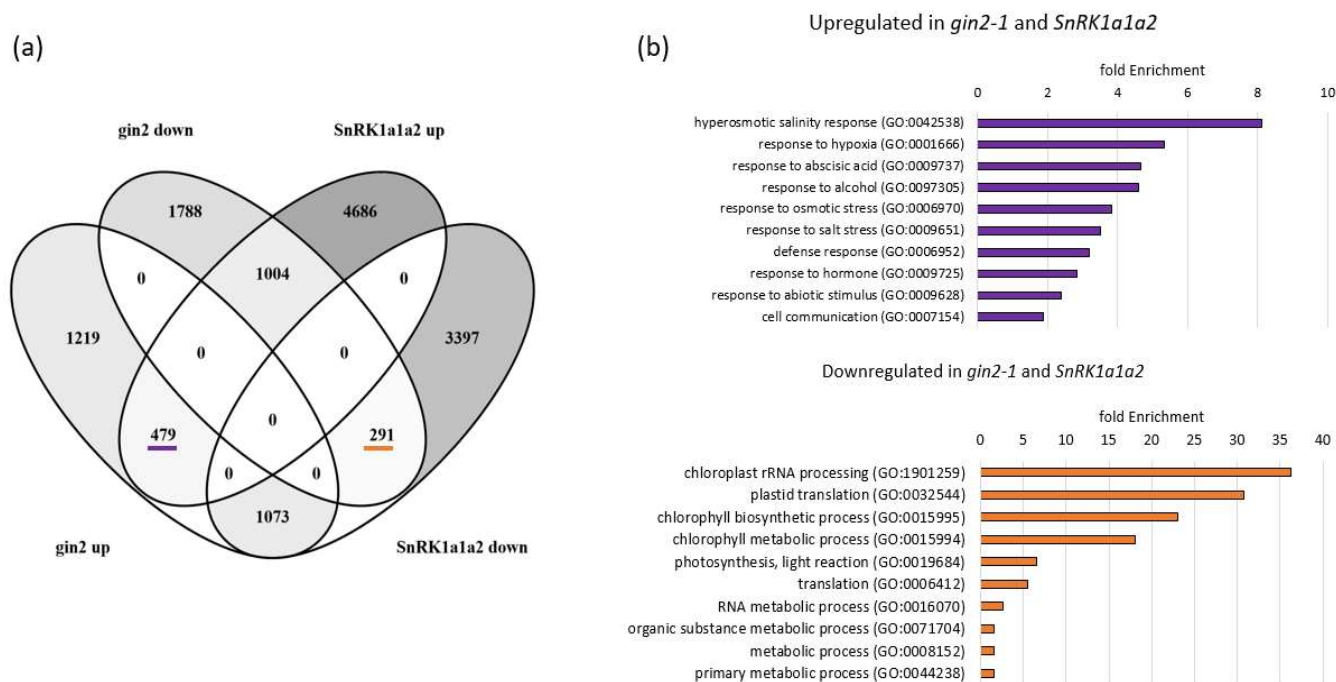 (a)
gin2 down
SnRK1a1a2 up
1788
4686
0
1004
0
1219
0
0
3397
0
479
291
0
0
1073
gin2 up
SnRK1a1a2 down
(b)
Upregulated in gin2-1 and SnRK1a1a2
fold Enrichment
0 2 4 6 8 10
hyperosmotic salinity response (GO:0042538)
response to hypoxia (GO:0001666)
response to abscisic acid (GO:0009737)
response to alcohol (GO:0097305)
response to osmotic stress (GO:0006970)
response to salt stress (GO:0009651)
defense response (GO:0006952)
response to hormone (GO:0009725)
response to abiotic stimulus (GO:0009628)
cell communication (GO:0007154)
Downregulated in gin2-1 and SnRK1a1a2
fold Enrichment
0 5 10 15 20 25 30 35 40
chloroplast rRNA processing (GO:1901259)
plastid translation (GO:0032544)
chlorophyll biosynthetic process (GO:0015995)
chlorophyll metabolic process (GO:0015994)
photosynthesis, light reaction (GO:0019684)
translation (GO:0006412)
RNA metabolic process (GO:0016070)
organic substance metabolic process (GO:0071704)
metabolic process (GO:0008152)
primary metabolic process (GO:0044238)